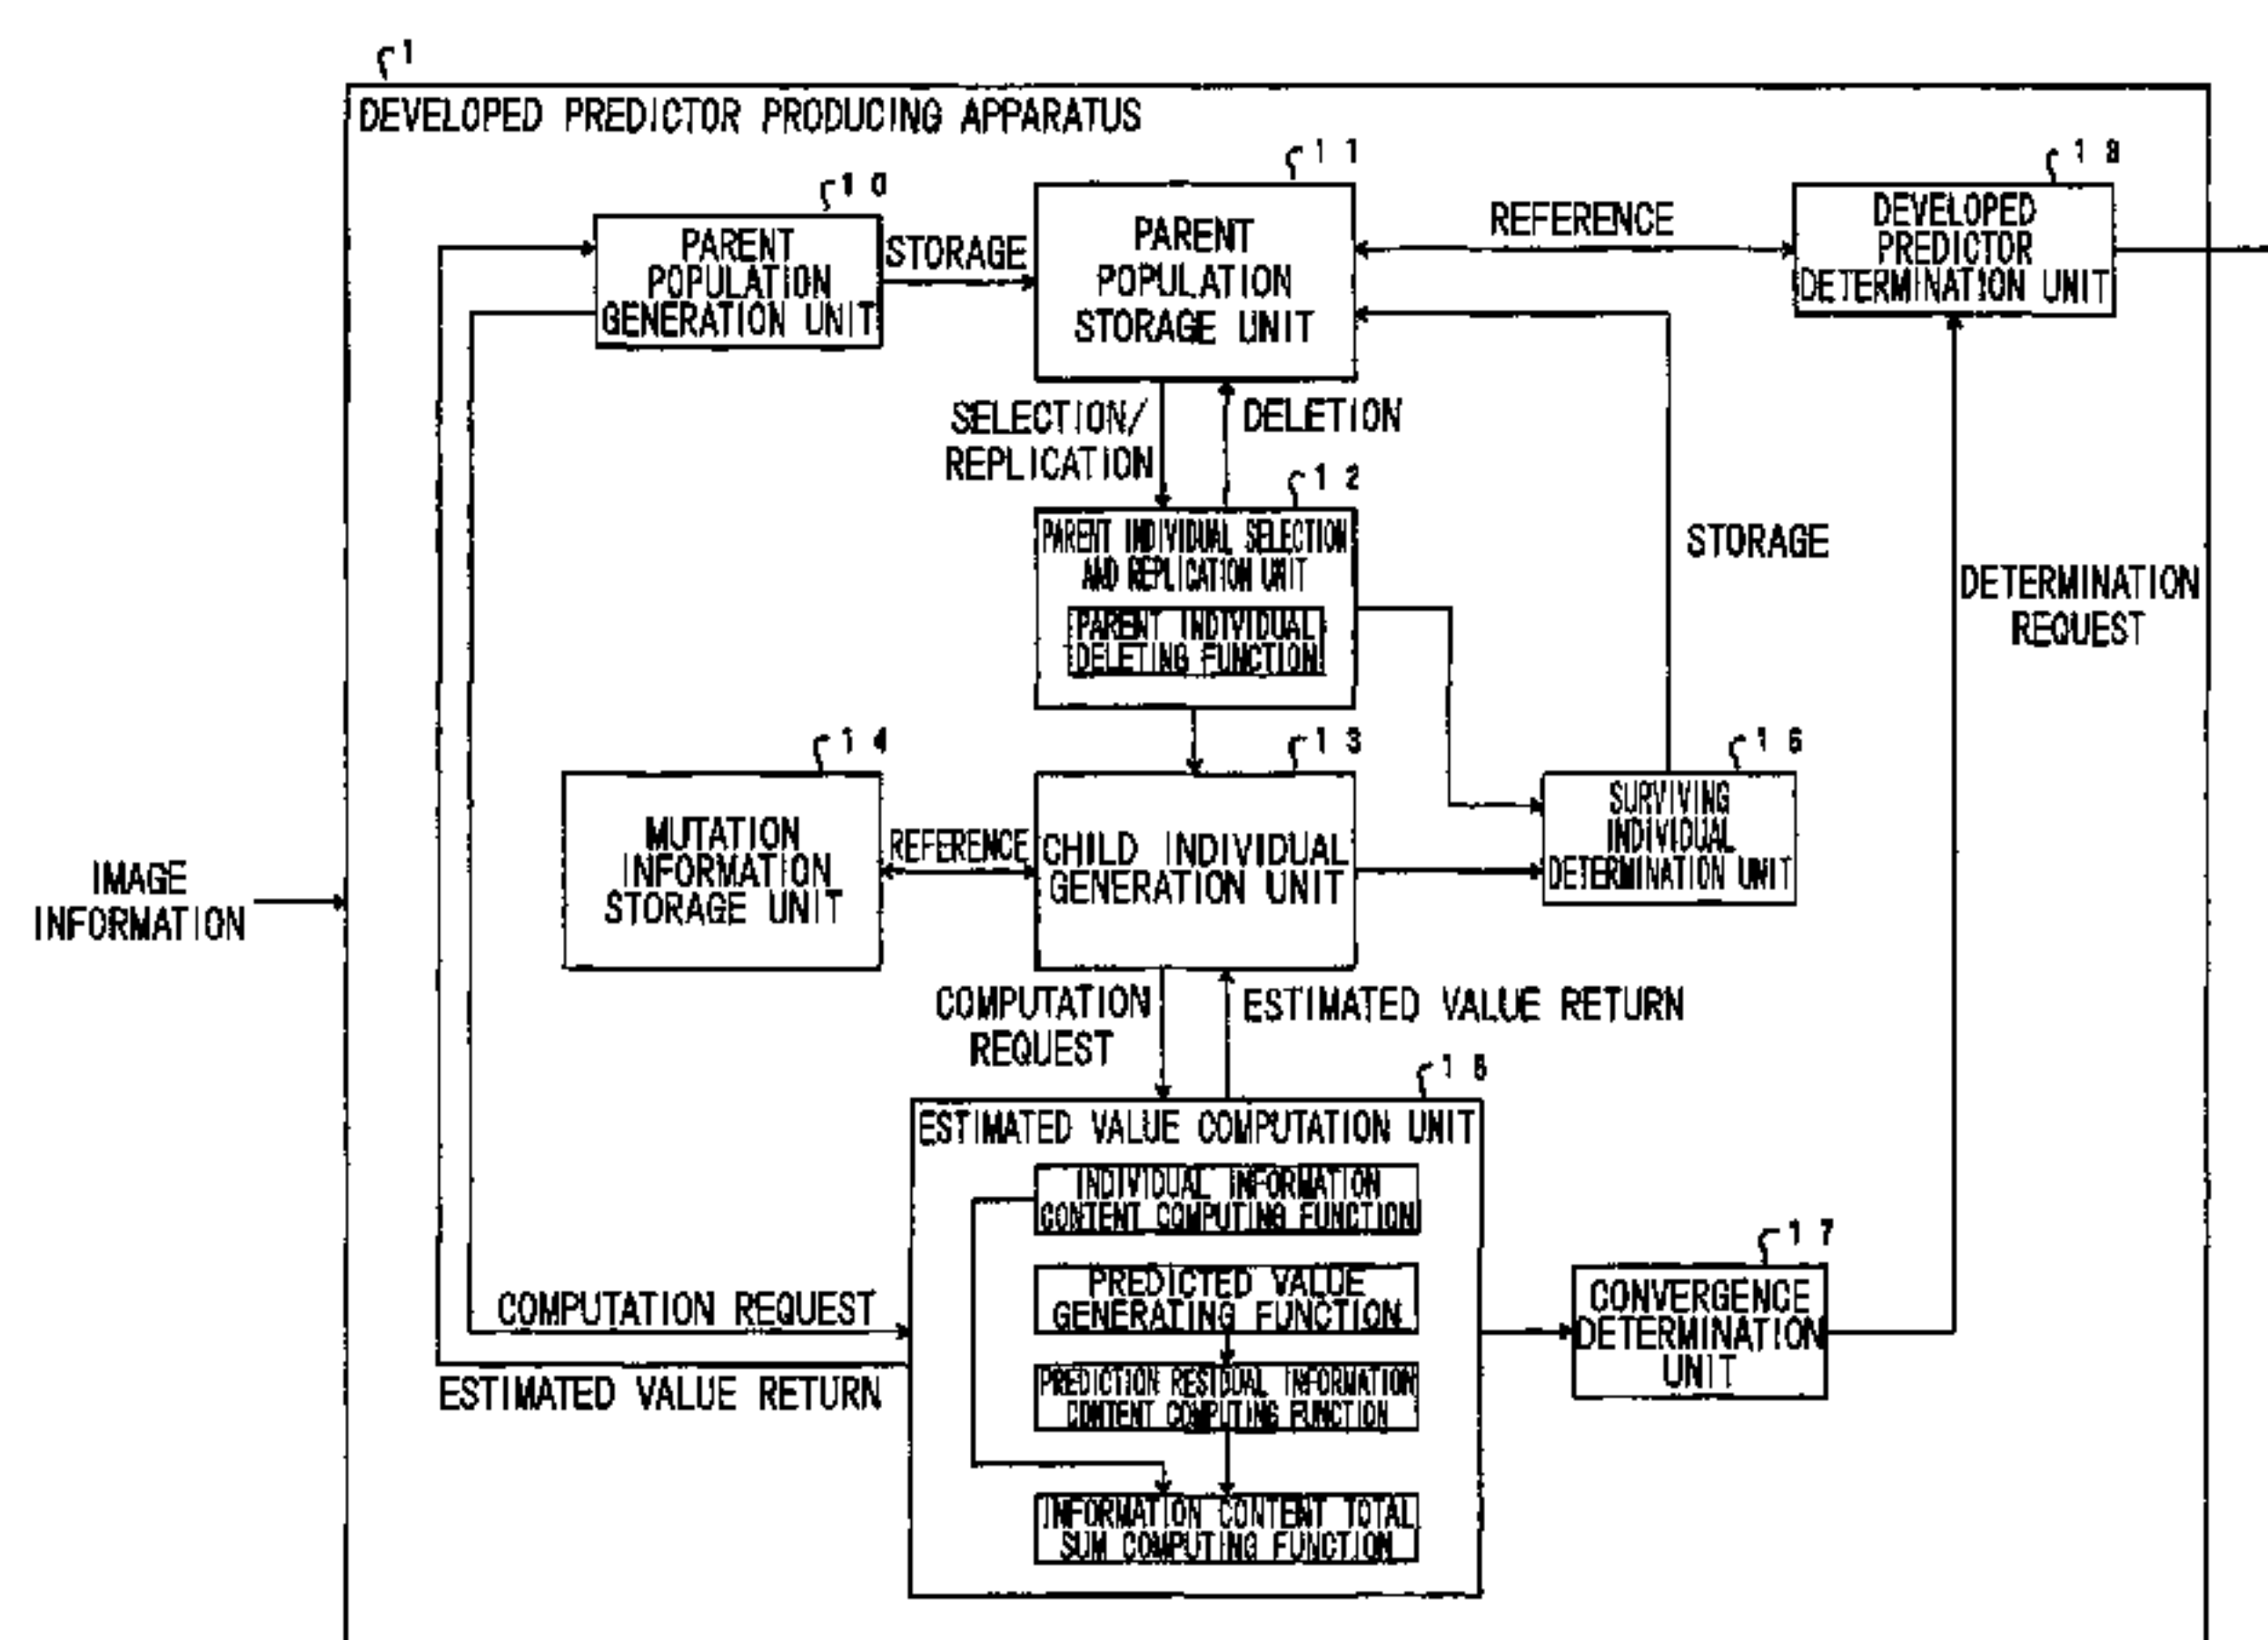 1
DEVELOPED PREDICTOR PRODUCING APPARATUS
10
PARENT
POPULATION
GENERATION UNIT
STORAGE
11
PARENT
POPULATION
STORAGE UNIT
REFERENCE
18
DEVELOPED
PREDICTOR
DETERMINATION UNIT
SELECTION/
REPLICATION
DELETION
12
PARENT INDIVIDUAL SELECTION
AND REPLICATION UNIT
PARENT INDIVIDUAL
DELETING FUNCTION
STORAGE
DETERMINATION
REQUEST
14
MUTATION
INFORMATION
STORAGE UNIT
REFERENCE
13
CHILD INDIVIDUAL
GENERATION UNIT
16
SURVIVING
INDIVIDUAL
DETERMINATION UNIT
IMAGE
INFORMATION
COMPUTATION
REQUEST
ESTIMATED VALUE RETURN
15
ESTIMATED VALUE COMPUTATION UNIT
INDIVIDUAL INFORMATION
CONTENT COMPUTING FUNCTION
PREDICTED VALUE
GENERATING FUNCTION
PREDICTION RESIDUAL INFORMATION
CONTENT COMPUTING FUNCTION
INFORMATION CONTENT TOTAL
SUM COMPUTING FUNCTION
COMPUTATION REQUEST
ESTIMATED VALUE RETURN
17
CONVERGENCE
DETERMINATION
UNIT